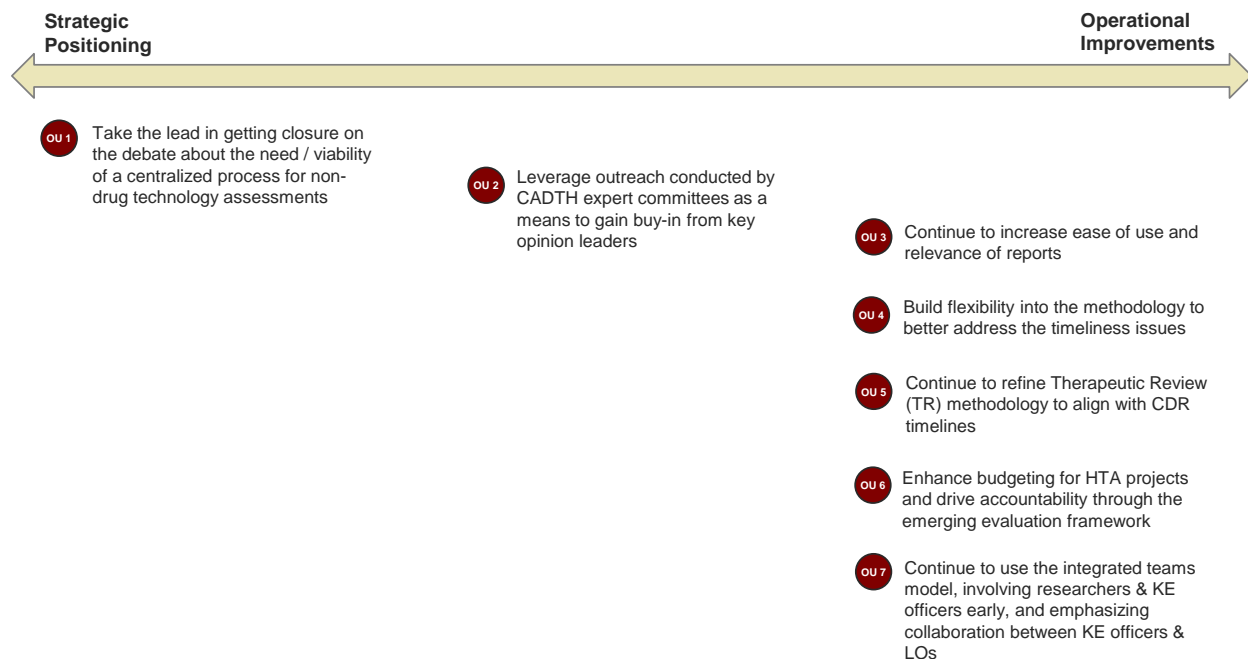 Strategic
Positioning
Operational
Improvements
OU 1
Take the lead in getting closure on
the debate about the need / viability
of a centralized process for non-
drug technology assessments
OU 2
Leverage outreach conducted by
CADTH expert committees as a
means to gain buy-in from key
opinion leaders
OU 3
Continue to increase ease of use and
relevance of reports
OU 4
Build flexibility into the methodology to
better address the timeliness issues
OU 5
Continue to refine Therapeutic Review
(TR) methodology to align with CDR
timelines
OU 6
Enhance budgeting for HTA projects
and drive accountability through the
emerging evaluation framework
OU 7
Continue to use the integrated teams
model, involving researchers & KE
officers early, and emphasizing
collaboration between KE officers &
LOs